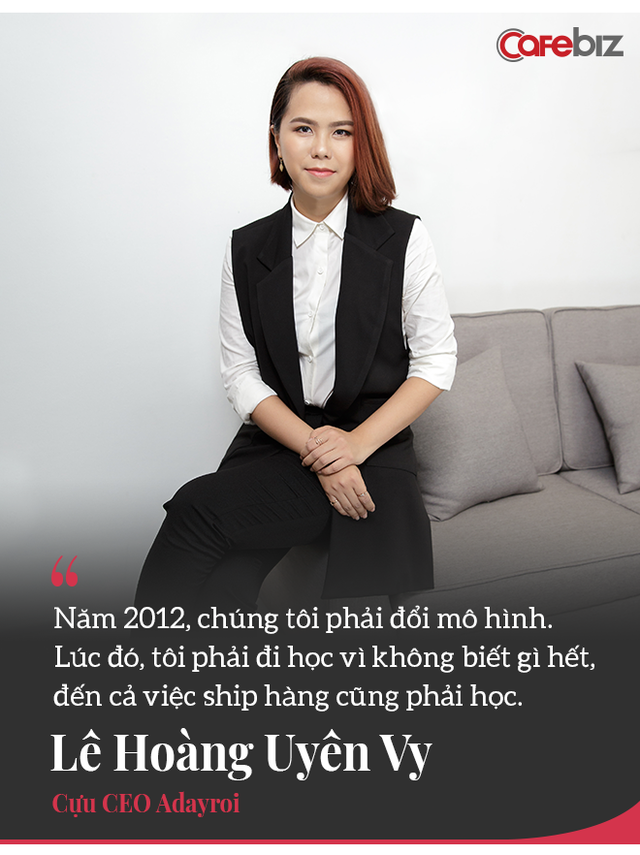 Cafebiz
“
Năm 2012, chúng tôi phải đổi mô hình.
Lúc đó, tôi phải đi học vì không biết gì hết,
đến cả việc ship hàng cũng phải học.
Lê Hoàng Uyên Vy
Cựu CEO Adayroi